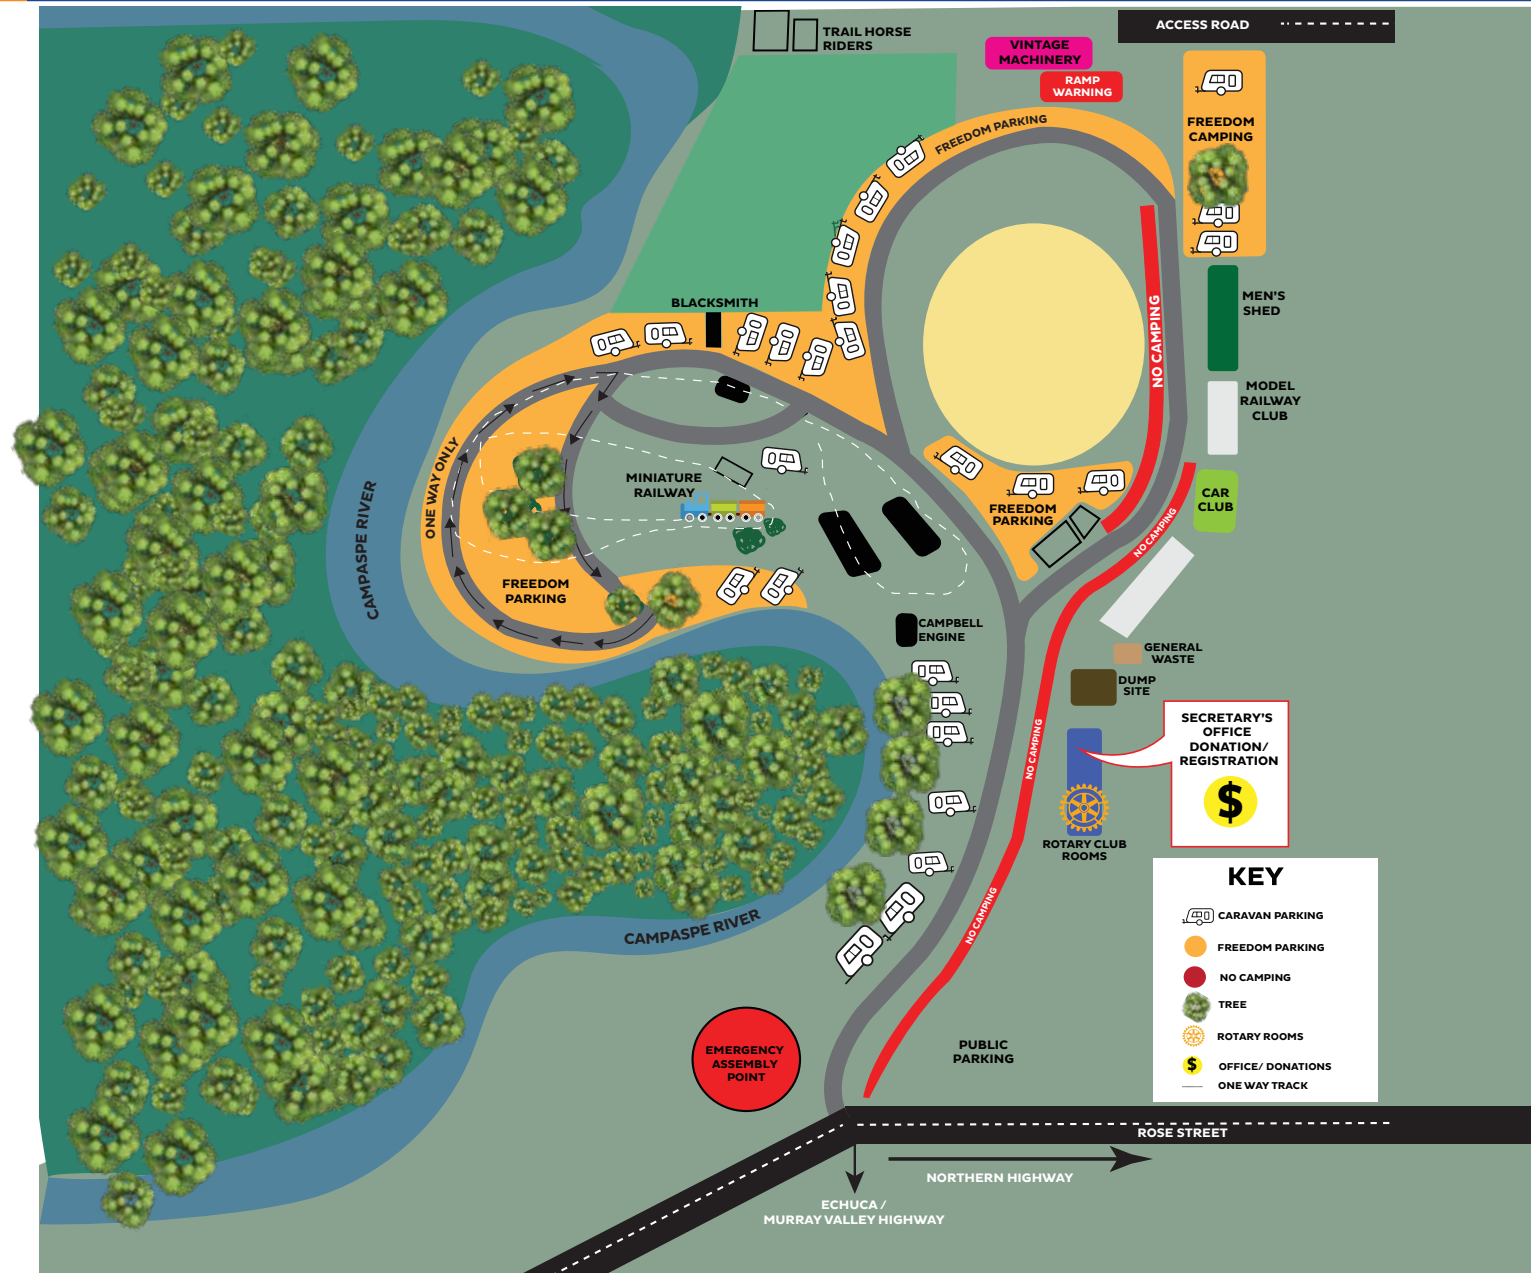 ACCESS ROAD
TRAIL HORSE
RIDERS
VINTAGE
MACHINERY
RAMP
WARNING
FREEDOM PARKING
FREEDOM
CAMPING
BLACKSMITH
NO CAMPING
MEN'S
SHED
MODEL
RAILWAY
CLUB
ONE WAY ONLY
CAMPASPE RIVER
MINIATURE
RAILWAY
FREEDOM
PARKING
CAR
CLUB
NO CAMPING
FREEDOM
PARKING
CAMPBELL
ENGINE
GENERAL
WASTE
DUMP
SITE
NO CAMPING
SECRETARY'S
OFFICE
DONATION/
REGISTRATION
$
ROTARY CLUB
ROOMS
KEY
CARAVAN PARKING
FREEDOM PARKING
NO CAMPING
TREE
ROTARY ROOMS
$
OFFICE/ DONATIONS
ONE WAY TRACK
NO CAMPING
CAMPASPE RIVER
EMERGENCY
ASSEMBLY
POINT
PUBLIC
PARKING
ROSE STREET
NORTHERN HIGHWAY
ECHUCA /
MURRAY VALLEY HIGHWAY